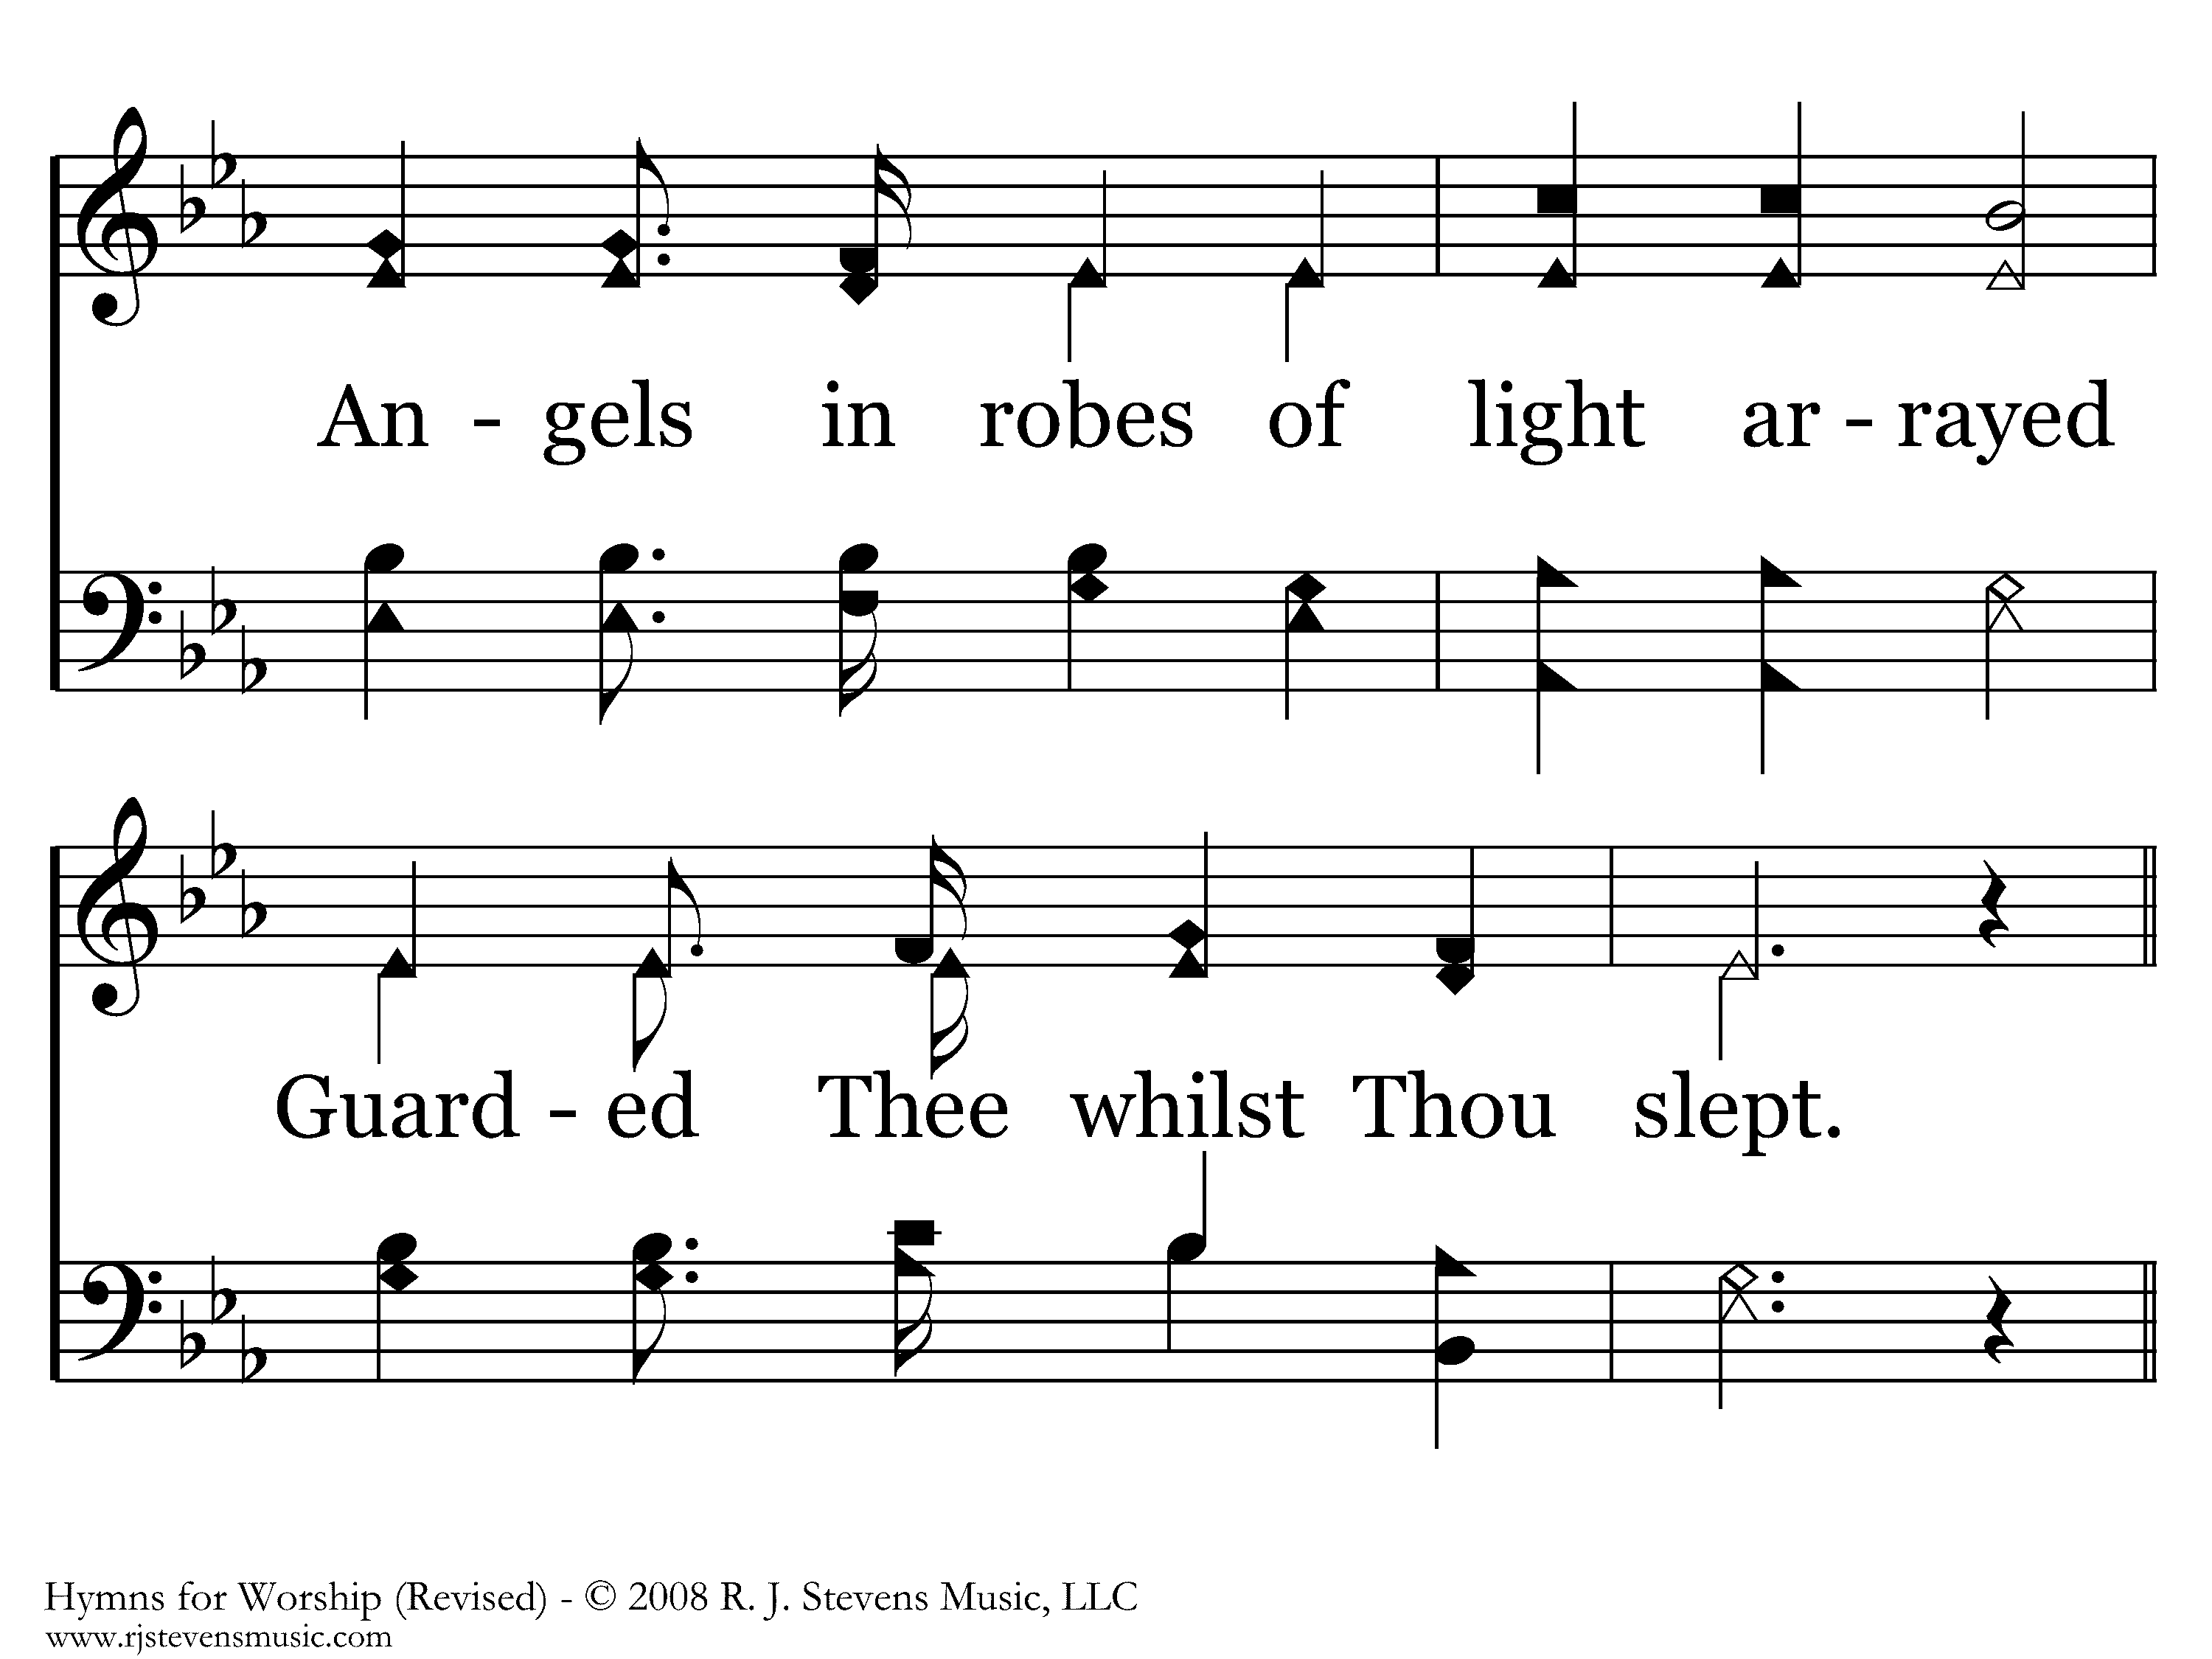 An - gels in robes of light ar - rayed
Guard - ed Thee whilst Thou slept.
Hymns for Worship (Revised) - © 2008 R. J. Stevens Music, LLC
www.rjstevensmusic.com